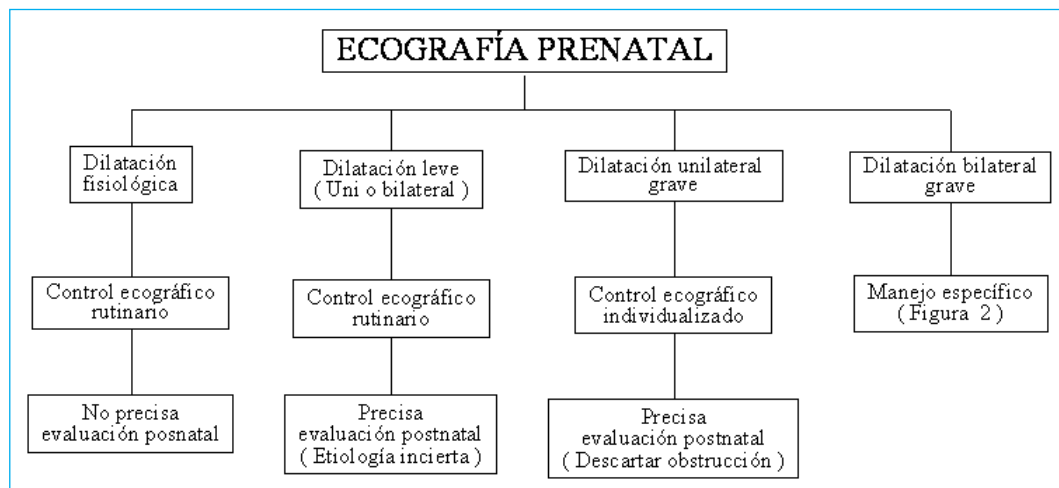 ECOGRAFÍA PRENATAL
Dilatación
fisiológica
Dilatación leve
( Uni o bilateral )
Dilatación unilateral
grave
Dilatación bilateral
grave
Control ecográfico
rutinario
Control ecográfico
rutinario
Control ecográfico
individualizado
Manejo específico
( Figura 2 )
No precisa
evaluación posnatal
Precisa
evaluación postnatal
( Etiología incierta )
Precisa
evaluación postnatal
( Descartar obstrucción )